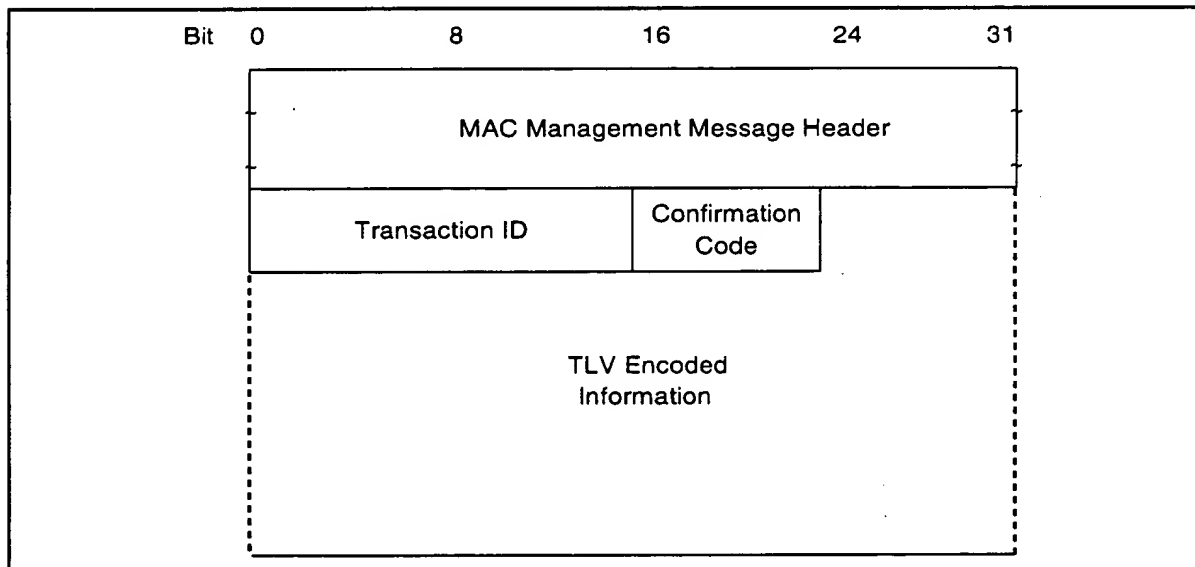 Bit 0 8 16 24 31
MAC Management Message Header
Transaction ID
Confirmation
Code
TLV Encoded
Information